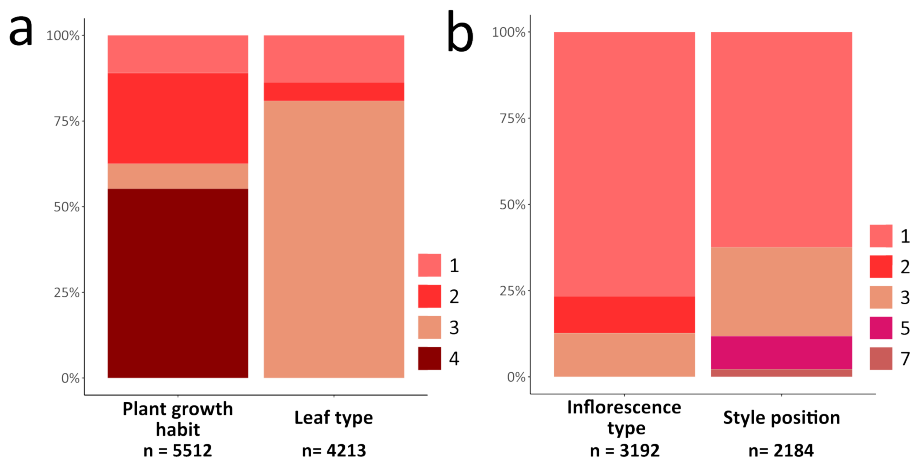 a
100%
75%
50%
25%
0%
1
2
3
4
Plant growth
habit
n = 5512
Leaf type
n= 4213
b
100%
75%
50%
25%
0%
1
2
3
5
7
Inflorescence
type
n = 3192
Style position
n= 2184